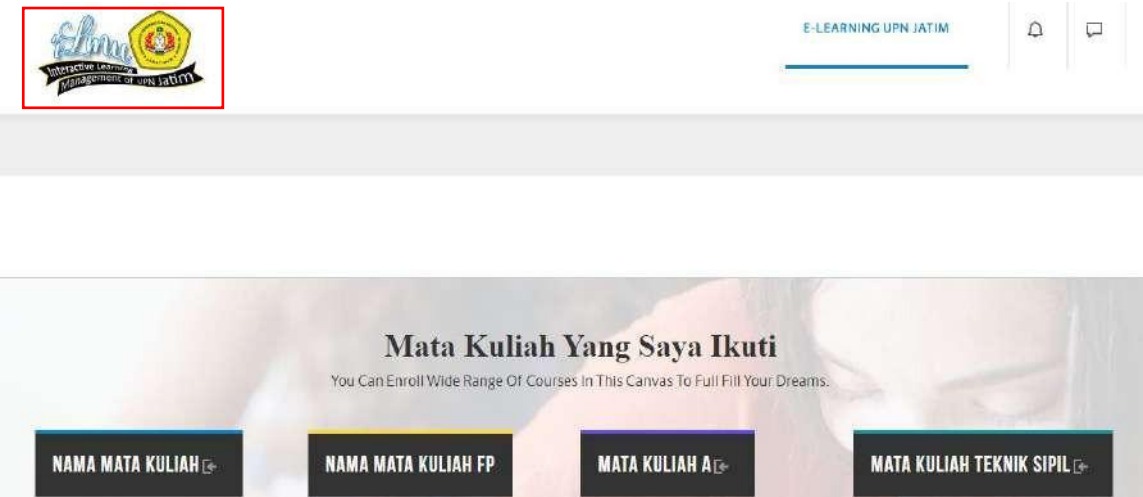 iLmu
Interactive Learning
Management of UPN Jatim
E-LEARNING UPN JATIM
Mata Kuliah Yang Saya Ikuti
You Can Enroll Wide Range Of Courses In This Canvas To Full Fill Your Dreams.
NAMA MATA KULIAH
NAMA MATA KULIAH FP
MATA KULIAH A
MATA KULIAH TEKNIK SIPIL